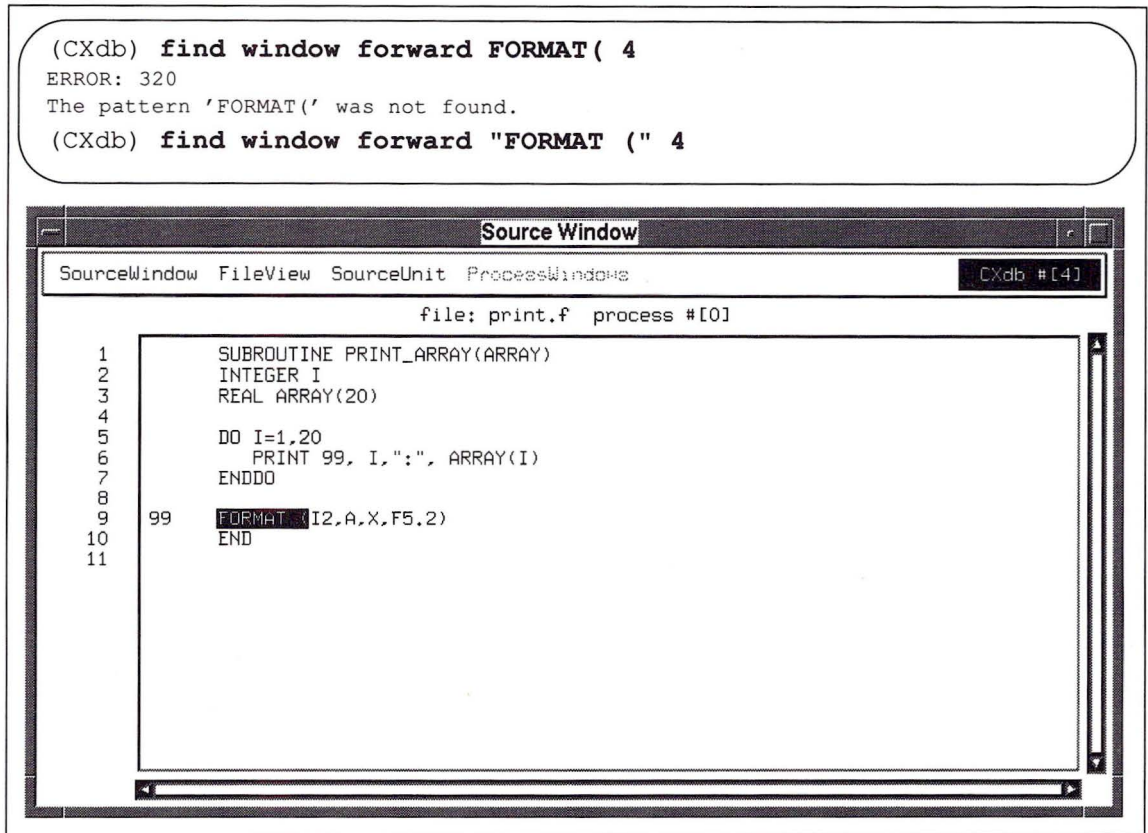 (CXdb) find window forward FORMAT( 4
ERROR: 320
The pattern 'FORMAT(' was not found.
(CXdb) find window forward "FORMAT (" 4
Source Window
SourceWindow FileView SourceUnit ProcessWindows CXdb #[4]
file: print.f process #[0]
1 SUBROUTINE PRINT_ARRAY(ARRAY)
2 INTEGER I
3 REAL ARRAY(20)
4
5 DO I=1,20
6 PRINT 99, I,":", ARRAY(I)
7 ENDDO
8
9 99 FORMAT (I2,A,X,F5.2)
10 END
11